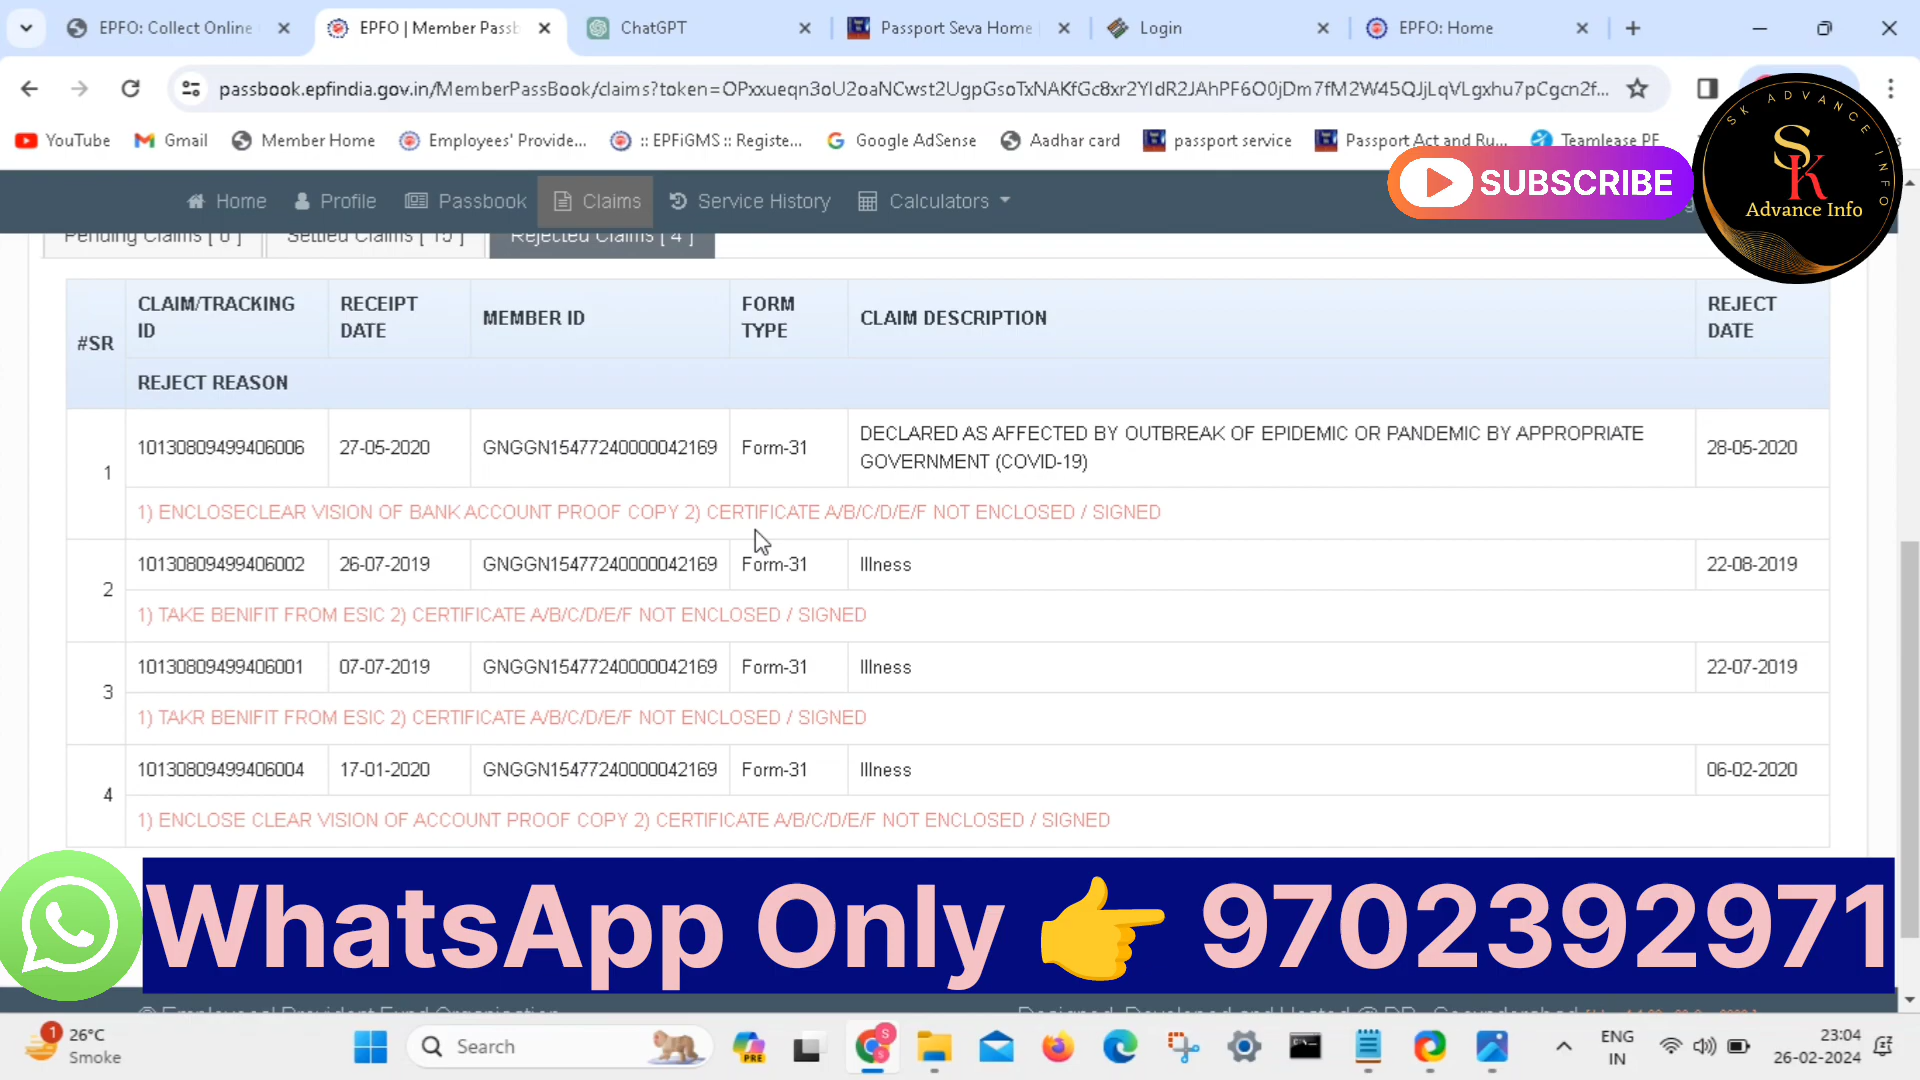 EPFO: Collect Online
EPFO | Member Passb
ChatGPT
Passport Seva Home
Login
EPFO: Home
passbook.epfindia.gov.in/MemberPassBook/claims?token=OPxxueqn3oU2oaNCwst2UgpGsoTxNAKfGc8xr2YIdR2JAhPF6O0jDm7fM2W45QJjLqVLgxhu7pCgcn2f...
YouTube
Gmail
Member Home
Employees' Provide...
:: EPFiGMS :: Registe...
Google AdSense
Aadhar card
passport service
Passport Act and Ru...
Teamlease PF
SUBSCRIBE
SK ADVANCE INFO
SK
Advance Info
Home
Profile
Passbook
Claims
Service History
Calculators
Pending Claims [ 0 ]
Settled Claims [ 15 ]
Rejected Claims [ 4 ]
#SR
CLAIM/TRACKING ID
RECEIPT DATE
MEMBER ID
FORM TYPE
CLAIM DESCRIPTION
REJECT DATE
REJECT REASON
1
10130809499406006
27-05-2020
GNGGN15477240000042169
Form-31
DECLARED AS AFFECTED BY OUTBREAK OF EPIDEMIC OR PANDEMIC BY APPROPRIATE
GOVERNMENT (COVID-19)
28-05-2020
1) ENCLOSECLEAR VISION OF BANK ACCOUNT PROOF COPY 2) CERTIFICATE A/B/C/D/E/F NOT ENCLOSED / SIGNED
2
10130809499406002
26-07-2019
GNGGN15477240000042169
Form-31
Illness
22-08-2019
1) TAKE BENIFIT FROM ESIC 2) CERTIFICATE A/B/C/D/E/F NOT ENCLOSED / SIGNED
3
10130809499406001
07-07-2019
GNGGN15477240000042169
Form-31
Illness
22-07-2019
1) TAKR BENIFIT FROM ESIC 2) CERTIFICATE A/B/C/D/E/F NOT ENCLOSED / SIGNED
4
10130809499406004
17-01-2020
GNGGN15477240000042169
Form-31
Illness
06-02-2020
1) ENCLOSE CLEAR VISION OF ACCOUNT PROOF COPY 2) CERTIFICATE A/B/C/D/E/F NOT ENCLOSED / SIGNED
WhatsApp Only 👉 9702392971
1
26°C
Smoke
Search
PRE
ENG
IN
23:04
26-02-2024